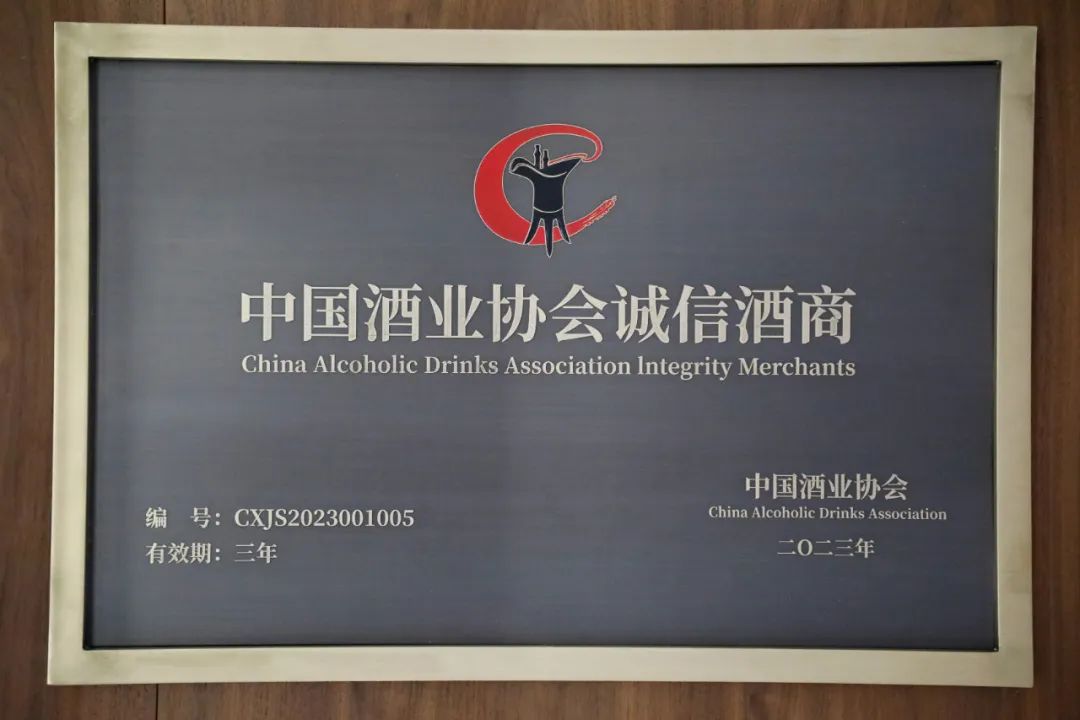 中国酒业协会诚信酒商
China Alcoholic Drinks Association lntegrity Merchants
编 号：CXJS2023001005
有效期：三年
中国酒业协会
China Alcoholic Drinks Association
二〇二三年